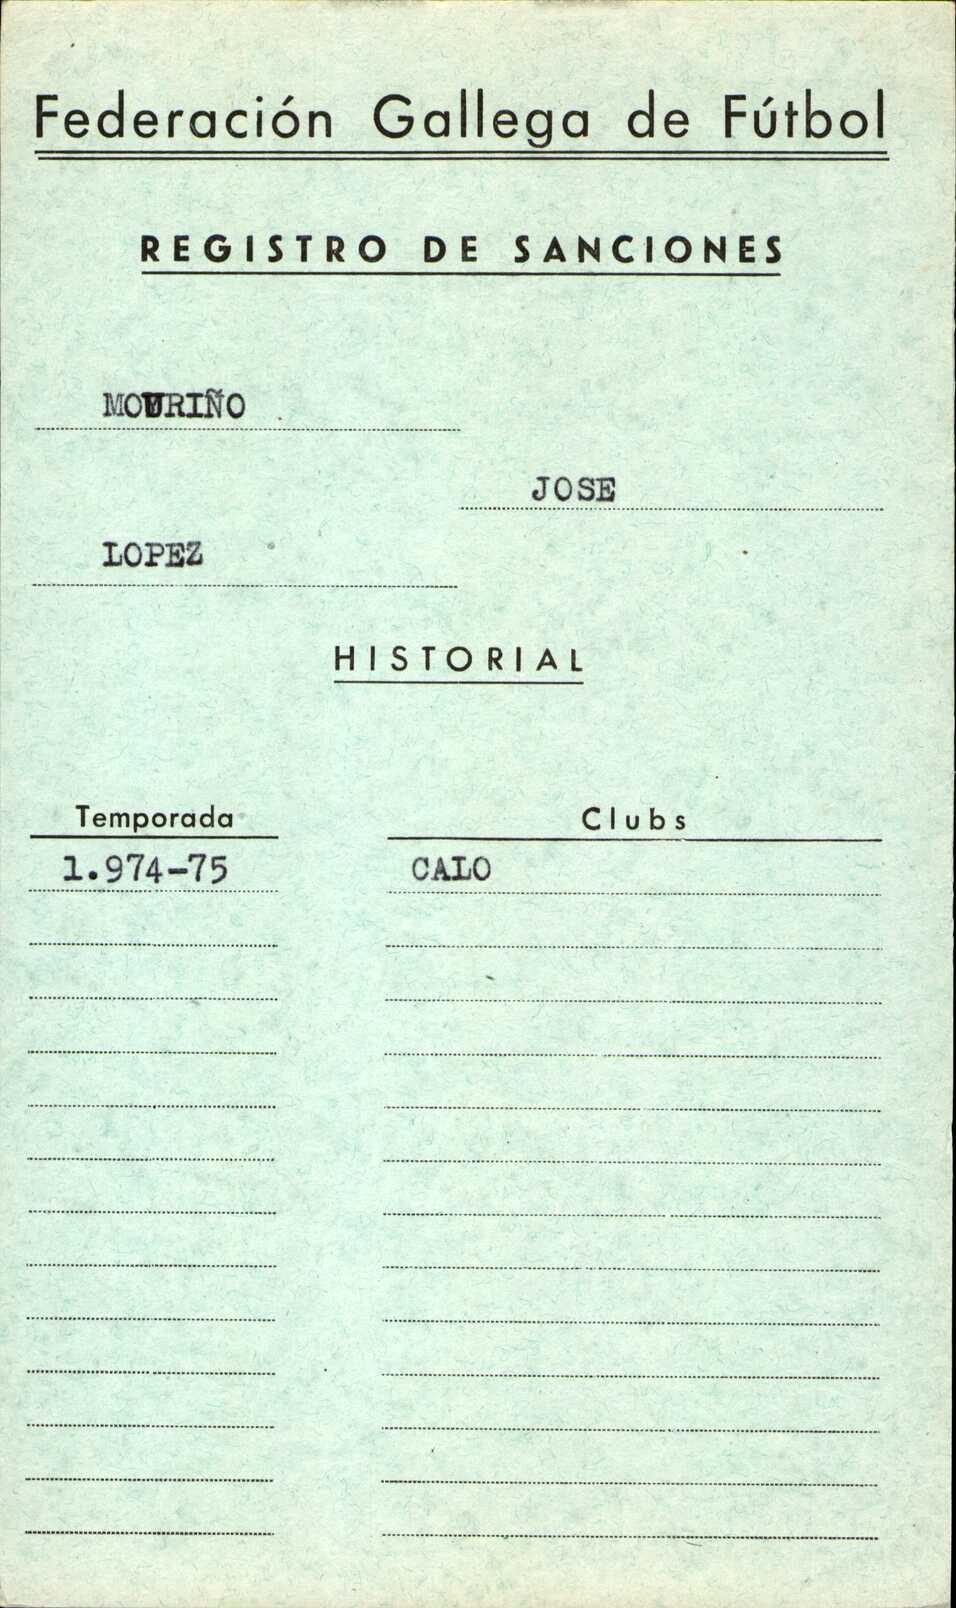 Federación Gallega de Fútbol
REGISTRO DE SANCIONES
MOURIÑO
JOSE
LOPEZ
HISTORIAL
Temporada Clubs
1.974-75 CALO